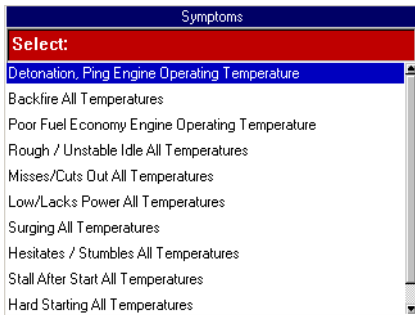 Symptoms
Select:
Detonation, Ping Engine Operating Temperature
Backfire All Temperatures
Poor Fuel Economy Engine Operating Temperature
Rough / Unstable Idle All Temperatures
Misses/Cuts Out All Temperatures
Low/Lacks Power All Temperatures
Surging All Temperatures
Hesitates / Stumbles All Temperatures
Stall After Start All Temperatures
Hard Starting All Temperatures